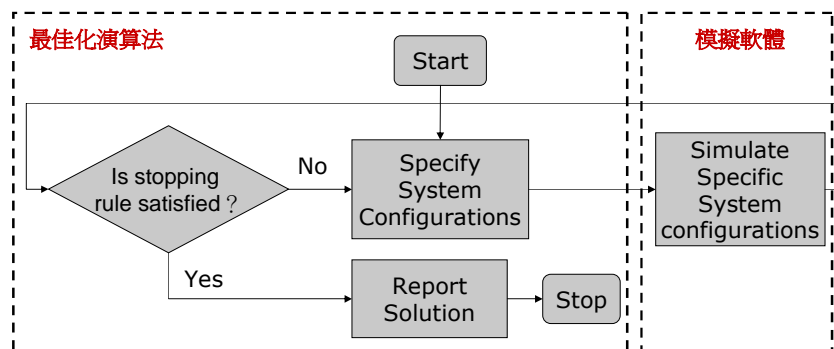 最佳化演算法
模擬軟體
Start
Is stopping
rule satisfied？
No
Specify
System
Configurations
Simulate
Specific
System
configurations
Yes
Report
Solution
Stop